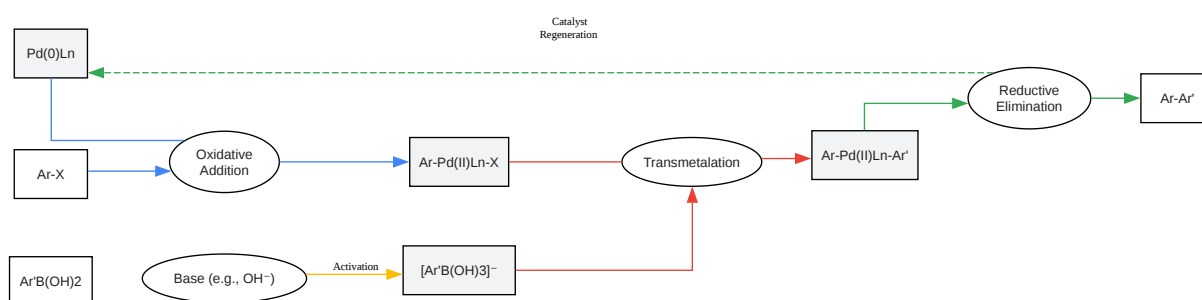 Catalyst
Regeneration
Pd(0)Ln
Reductive
Elimination
Ar-Ar'
Oxidative
Addition
Ar-X
Ar-Pd(II)Ln-X
Transmetalation
Ar-Pd(II)Ln-Ar'
Ar'B(OH)2
Base (e.g., OH⁻)
Activation
[Ar'B(OH)3]⁻